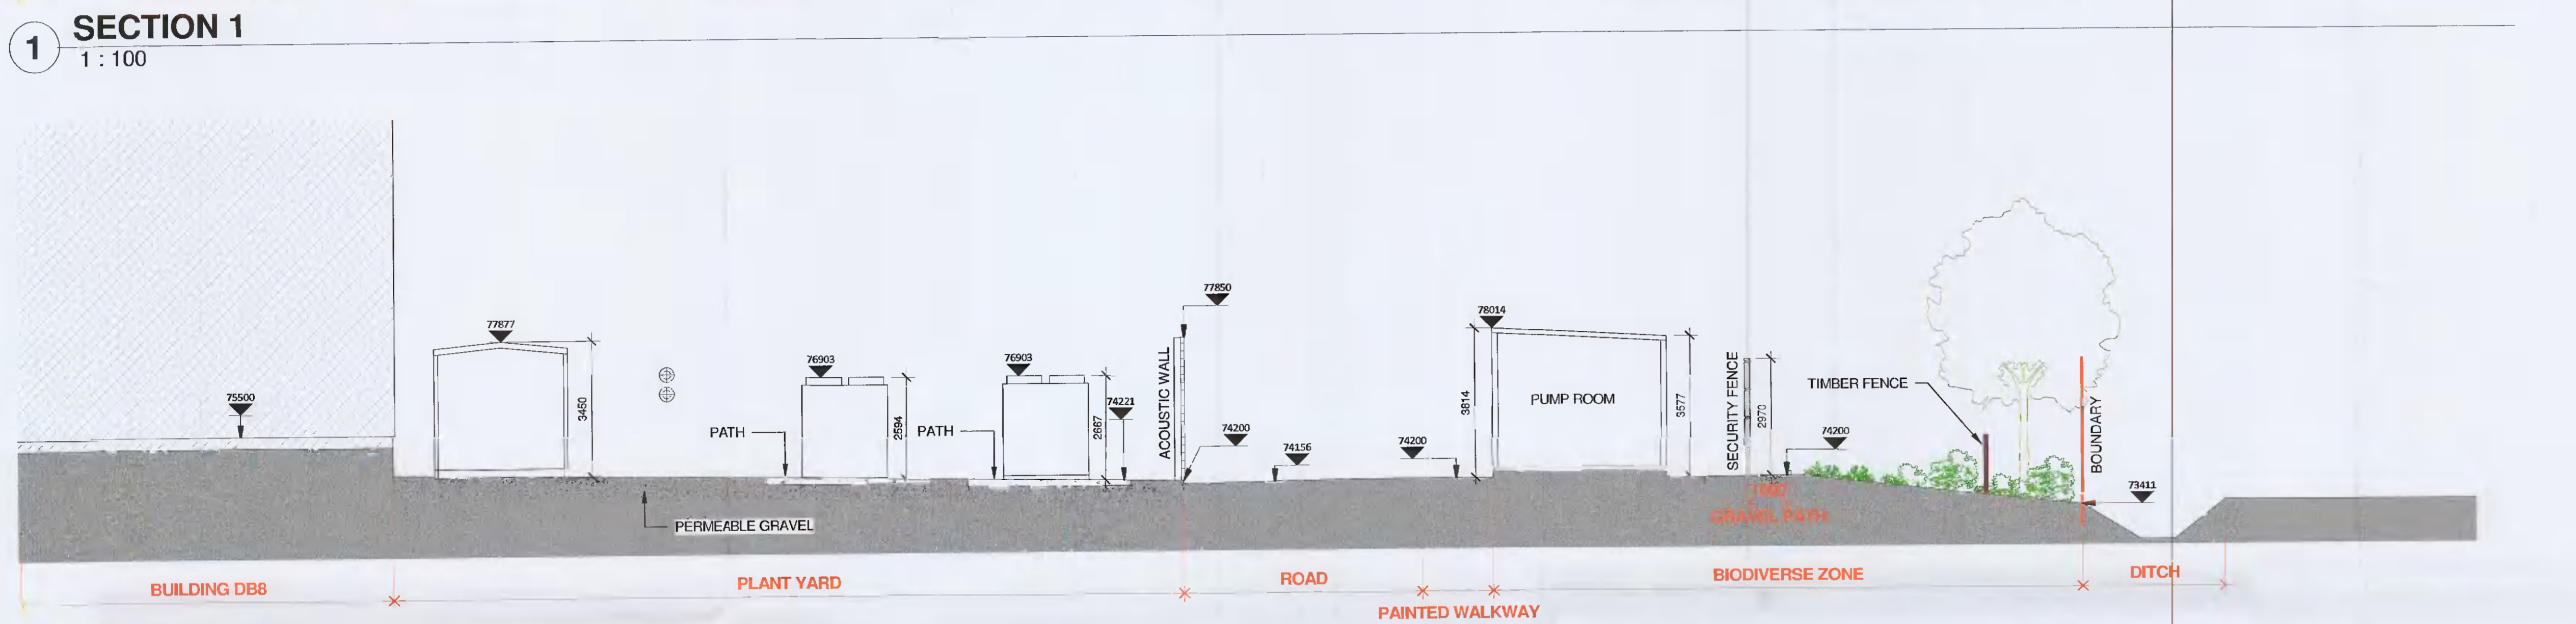 1
SECTION 1
1 : 100
77850
78014
77877
76903
76903
75500
3450
2594
2667
74221
ACOUSTIC WALL
3814
PUMP ROOM
3577
SECURITY FENCE
2970
TIMBER FENCE
BOUNDARY
PATH
PATH
74200
74156
74200
74200
73411
1500
GRAVEL PATH
PERMEABLE GRAVEL
BUILDING DB8
PLANT YARD
ROAD
BIODIVERSE ZONE
DITCH
PAINTED WALKWAY